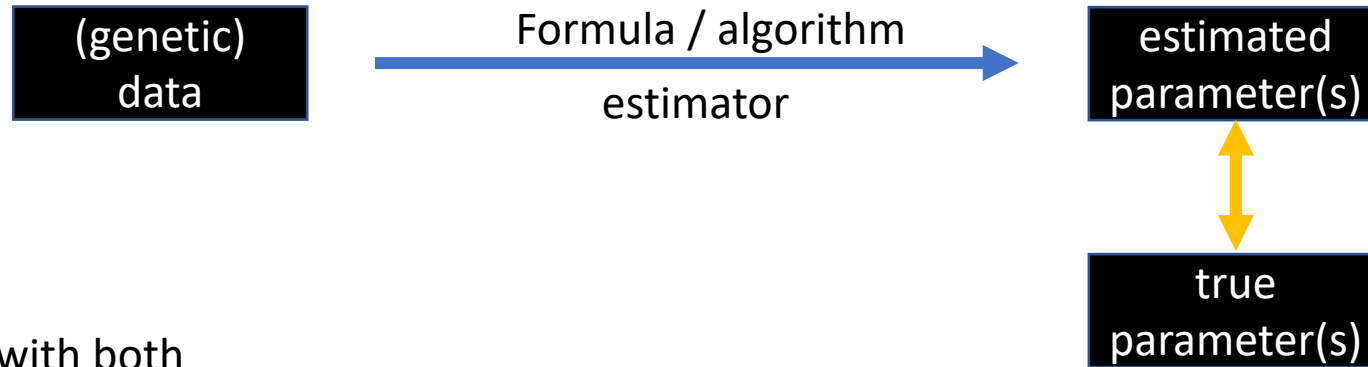 (genetic)
data
Formula / algorithm
estimator
estimated
parameter(s)
true
parameter(s)
with both